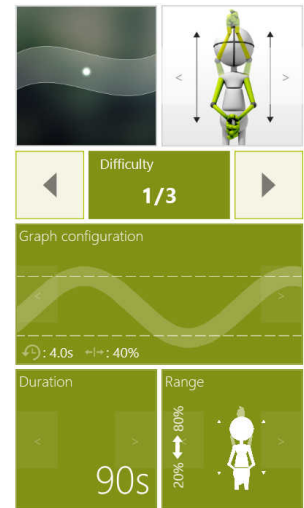 Difficulty
1/3
Graph configuration
: 4.0s : 40%
Duration
90s
Range
20% 80%